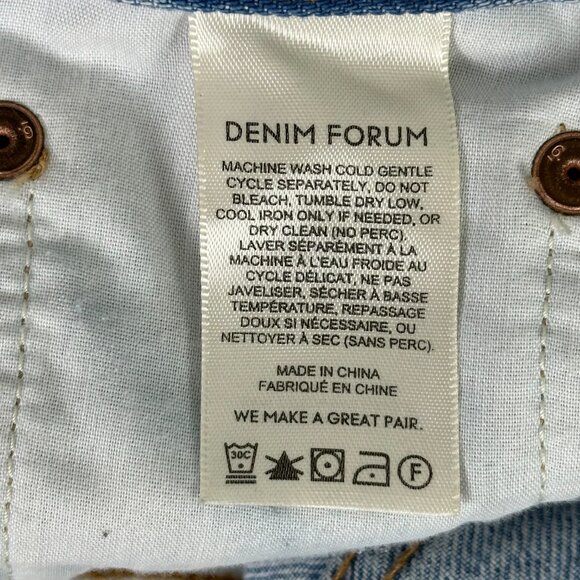 DENIM FORUM
MACHINE WASH COLD GENTLE
CYCLE SEPARATELY, DO NOT
BLEACH, TUMBLE DRY LOW,
COOL IRON ONLY IF NEEDED, OR
DRY CLEAN (NO PERC).
LAVER SÉPARÉMENT À LA
MACHINE À L'EAU FROIDE AU
CYCLE DÉLICAT, NE PAS
JAVELISER, SÉCHER À BASSE
TEMPÉRATURE, REPASSAGE
DOUX SI NÉCESSAIRE, OU
NETTOYER À SEC (SANS PERC).
MADE IN CHINA
FABRIQUÉ EN CHINE
WE MAKE A GREAT PAIR.
30C F